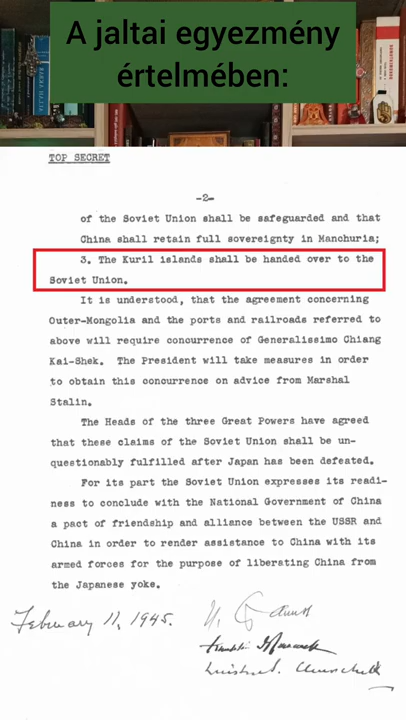 A jaltai egyezmény
értelmében:
TOP SECRET
-2-
of the Soviet Union shall be safeguarded and that
China shall retain full sovereignty in Manchuria;
3. The Kuril islands shall be handed over to the
Soviet Union.
It is understood, that the agreement concerning
Outer-Mongolia and the ports and railroads referred to
above will require concurrence of Generalissimo Chiang
Kai-Shek. The President will take measures in order
to obtain this concurrence on advice from Marshal
Stalin.
The Heads of the three Great Powers have agreed
that these claims of the Soviet Union shall be un-
questionably fulfilled after Japan has been defeated.
For its part the Soviet Union expresses its readi-
ness to conclude with the National Government of China
a pact of friendship and alliance between the USSR and
China in order to render assistance to China with its
armed forces for the purpose of liberating China from
the Japanese yoke.
February 11, 1945.